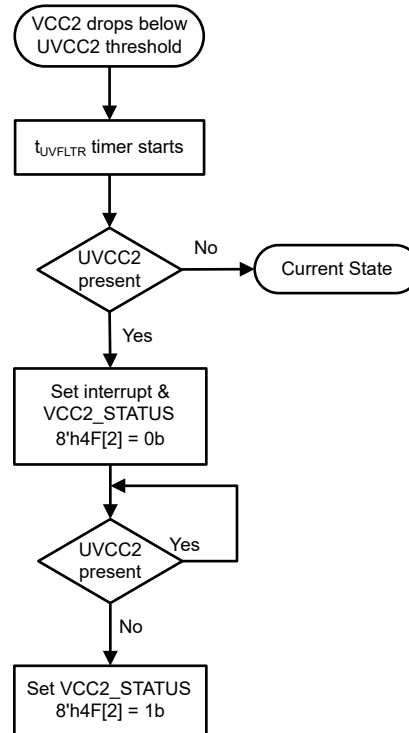 VCC2 drops below
UVCC2 threshold
tUVFLTR timer starts
UVCC2
present
No
Current State
Yes
Set interrupt &
VCC2_STATUS
8'h4F[2] = 0b
UVCC2
present
Yes
No
Set VCC2_STATUS
8'h4F[2] = 1b